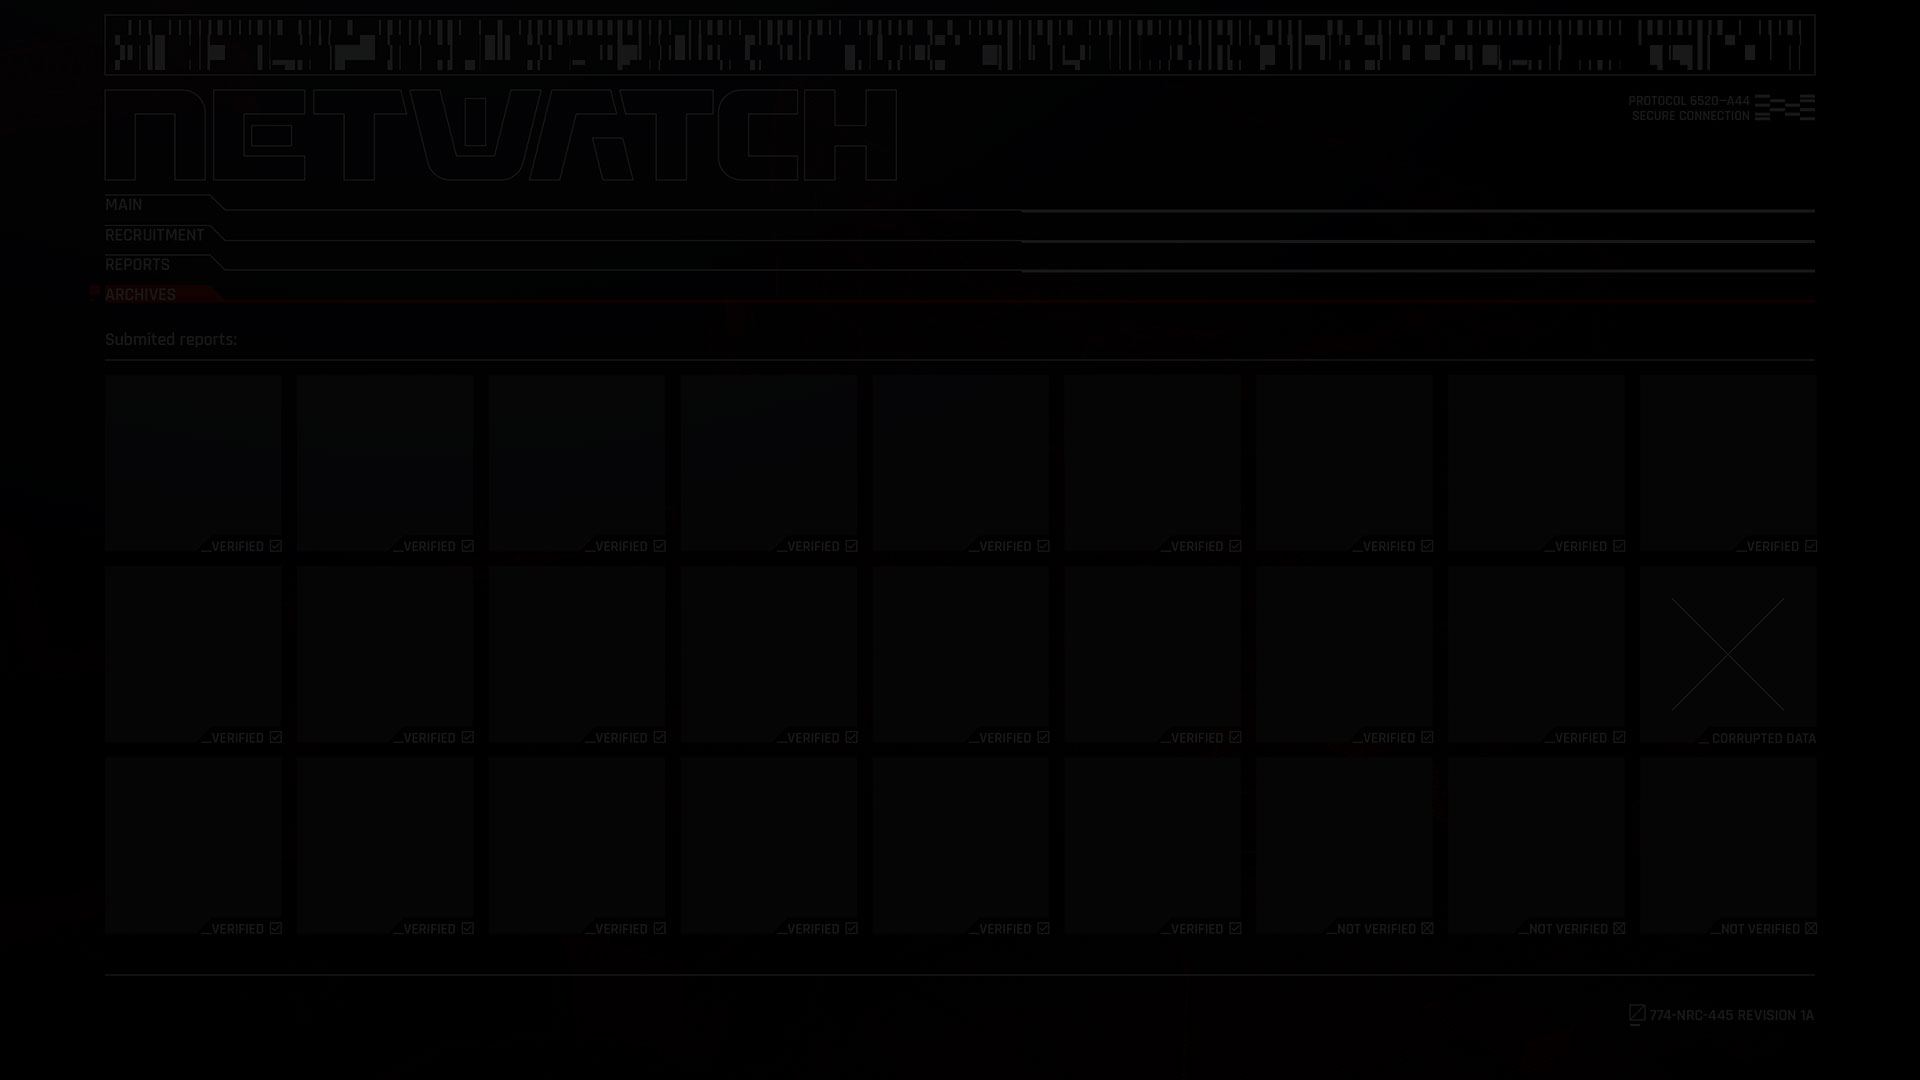 NETWATCH
PROTOCOL 6520-A44
SECURE CONNECTION
MAIN
RECRUITMENT
REPORTS
ARCHIVES
Submited reports:
_VERIFIED _VERIFIED _VERIFIED _VERIFIED _VERIFIED _VERIFIED _VERIFIED _VERIFIED _VERIFIED
_VERIFIED _VERIFIED _VERIFIED _VERIFIED _VERIFIED _VERIFIED _VERIFIED _VERIFIED _CORRUPTED DATA
_VERIFIED _VERIFIED _VERIFIED _VERIFIED _VERIFIED _VERIFIED _NOT VERIFIED _NOT VERIFIED _NOT VERIFIED
774-NRC-445 REVISION 1A